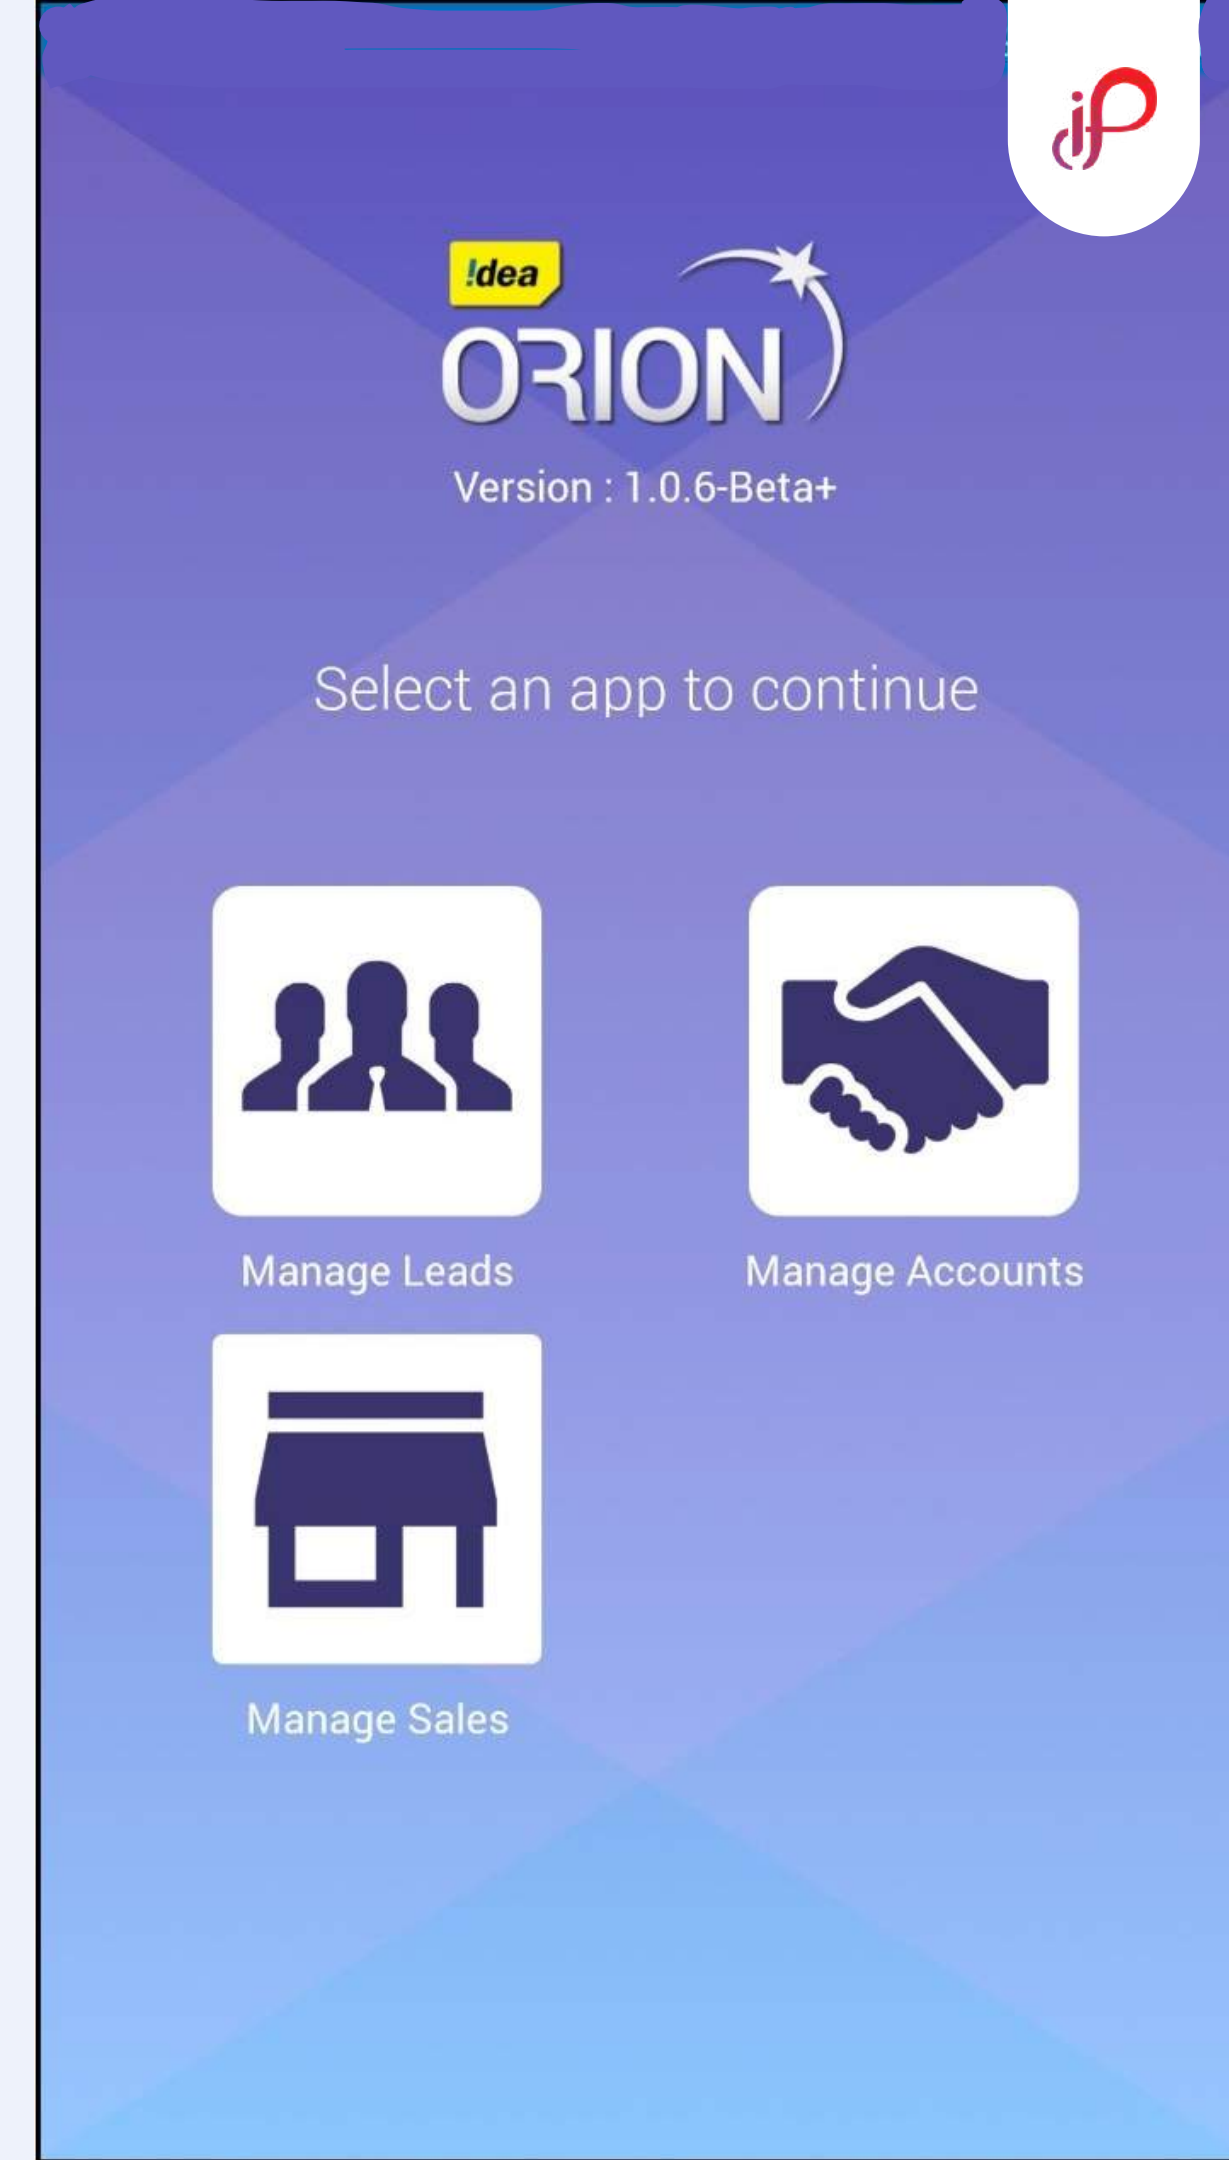 !dea
ORION
Version : 1.0.6-Beta+
Select an app to continue
Manage Leads
Manage Accounts
Manage Sales